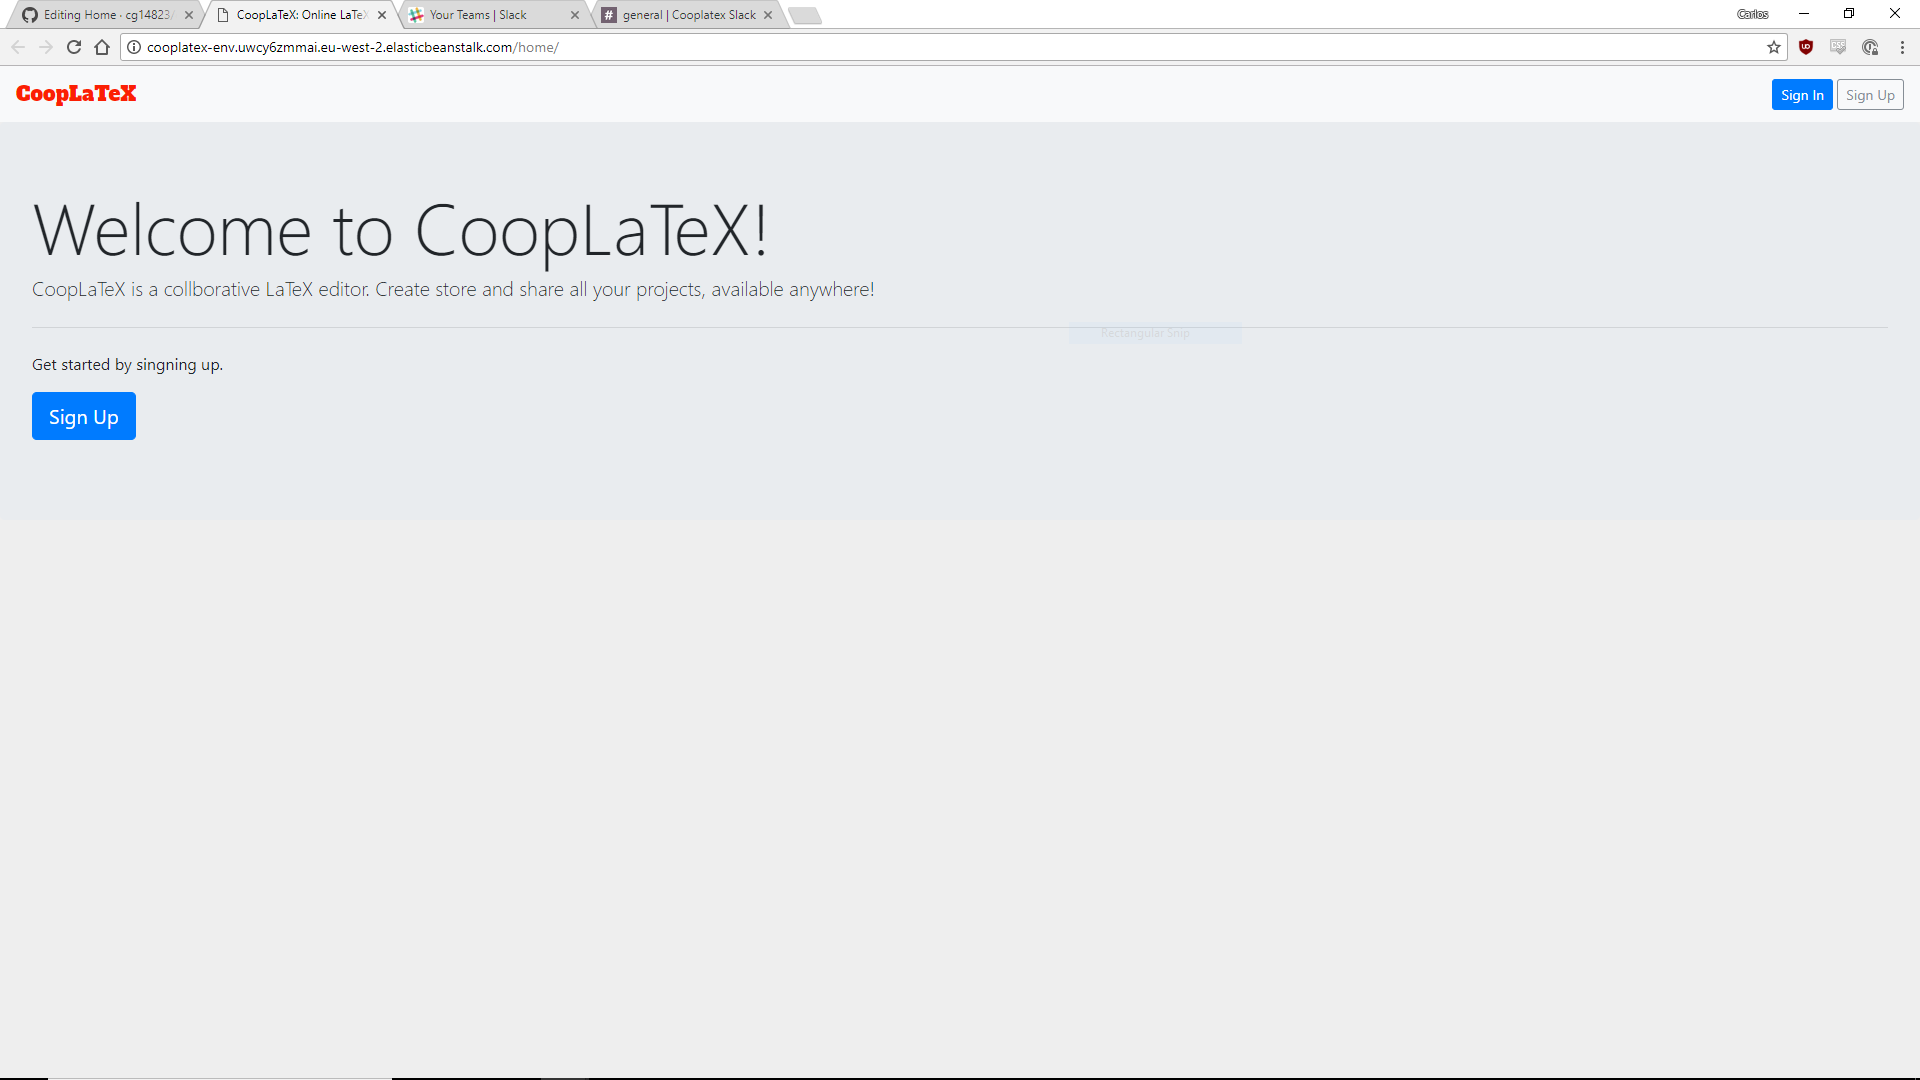 Editing Home · cg14823/
CoopLaTeX: Online LaTeX
Your Teams | Slack
# general | Cooplatex Slack
Carlos
cooplatex-env.uwcy6zmmai.eu-west-2.elasticbeanstalk.com/home/
CoopLaTeX
Sign In
Sign Up
Welcome to CoopLaTeX!
CoopLaTeX is a collborative LaTeX editor. Create store and share all your projects, available anywhere!
Rectangular Snip
Get started by singning up.
Sign Up